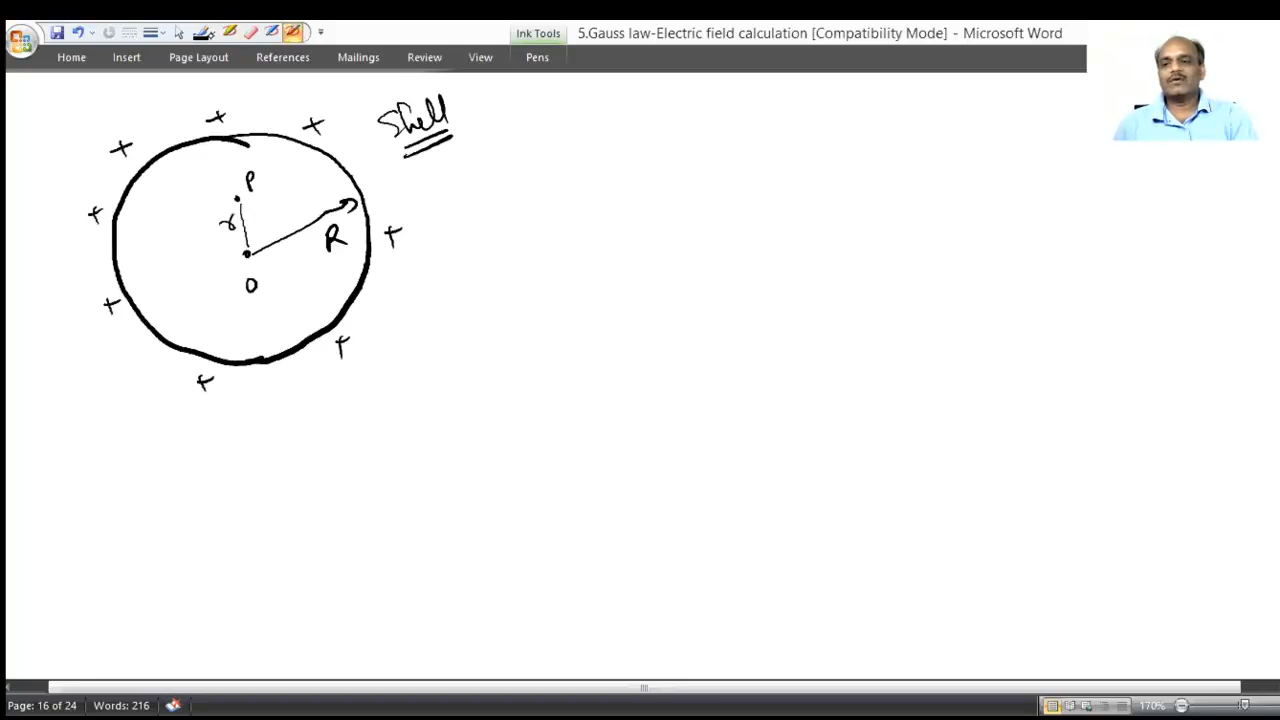 Ink Tools
5.Gauss law-Electric field calculation [Compatibility Mode] - Microsoft Word
Home Insert Page Layout References Mailings Review View Pens
Shell
+ + +
+
P
+
r
R
+
O
+
+
+
Page: 16 of 24 Words: 216 170%